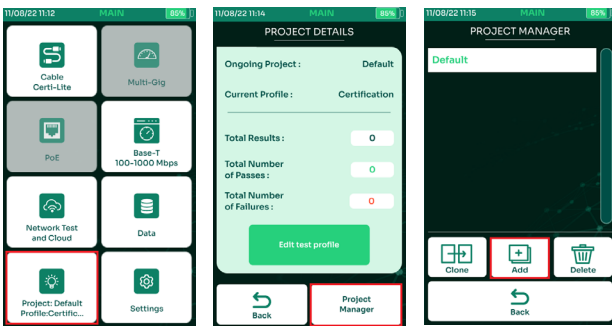 11/08/22 11:12 MAIN 85%
Cable
Certi-Lite
Multi-Gig
PoE
Base-T
100-1000 Mbps
Network Test
and Cloud
Data
Project: Default
Profile:Certific...
Settings
11/08/22 11:14 MAIN 85%
PROJECT DETAILS
Ongoing Project : Default
Current Profile : Certification
Total Results : 0
Total Number
of Passes : 0
Total Number
of Failures : 0
Edit test profile
Back
Project
Manager
11/08/22 11:15 MAIN 85%
PROJECT MANAGER
Default
Clone
Add
Delete
Back